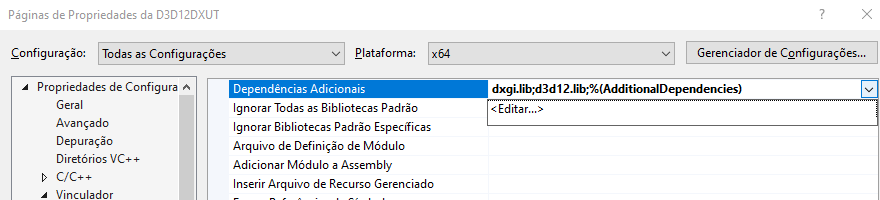 Páginas de Propriedades da D3D12DXUT
Configuração: Todas as Configurações Plataforma: x64 Gerenciador de Configurações...
Propriedades de Configura
Geral
Avançado
Depuração
Diretórios VC++
C/C++
Vinculador
Dependências Adicionais dxgi.lib;d3d12.lib;%(AdditionalDependencies)
<Editar...>
Ignorar Todas as Bibliotecas Padrão
Ignorar Bibliotecas Padrão Específicas
Arquivo de Definição de Módulo
Adicionar Módulo a Assembly
Inserir Arquivo de Recurso Gerenciado